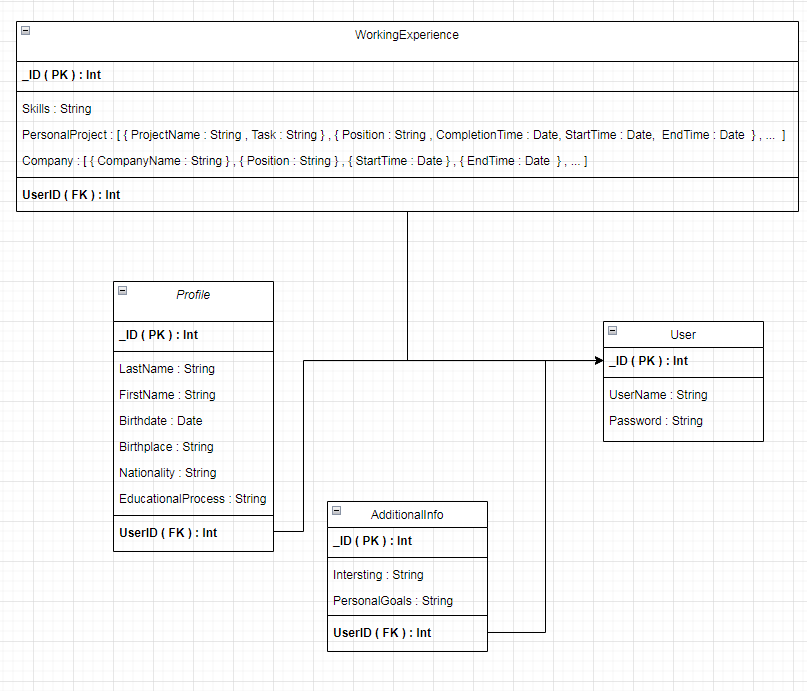 WorkingExperience
_ID ( PK ) : Int
Skills : String
PersonalProject : [ { ProjectName : String , Task : String } , { Position : String , CompletionTime : Date, StartTime : Date,  EndTime : Date  } , ...  ]
Company : [ { CompanyName : String } , { Position : String } , { StartTime : Date } , { EndTime : Date  } , ... ]
UserID ( FK ) : Int
Profile
_ID ( PK ) : Int
LastName : String
FirstName : String
Birthdate : Date
Birthplace : String
Nationality : String
EducationalProcess : String
UserID ( FK ) : Int
User
_ID ( PK ) : Int
UserName : String
Password : String
AdditionalInfo
_ID ( PK ) : Int
Intersting : String
PersonalGoals : String
UserID ( FK ) : Int